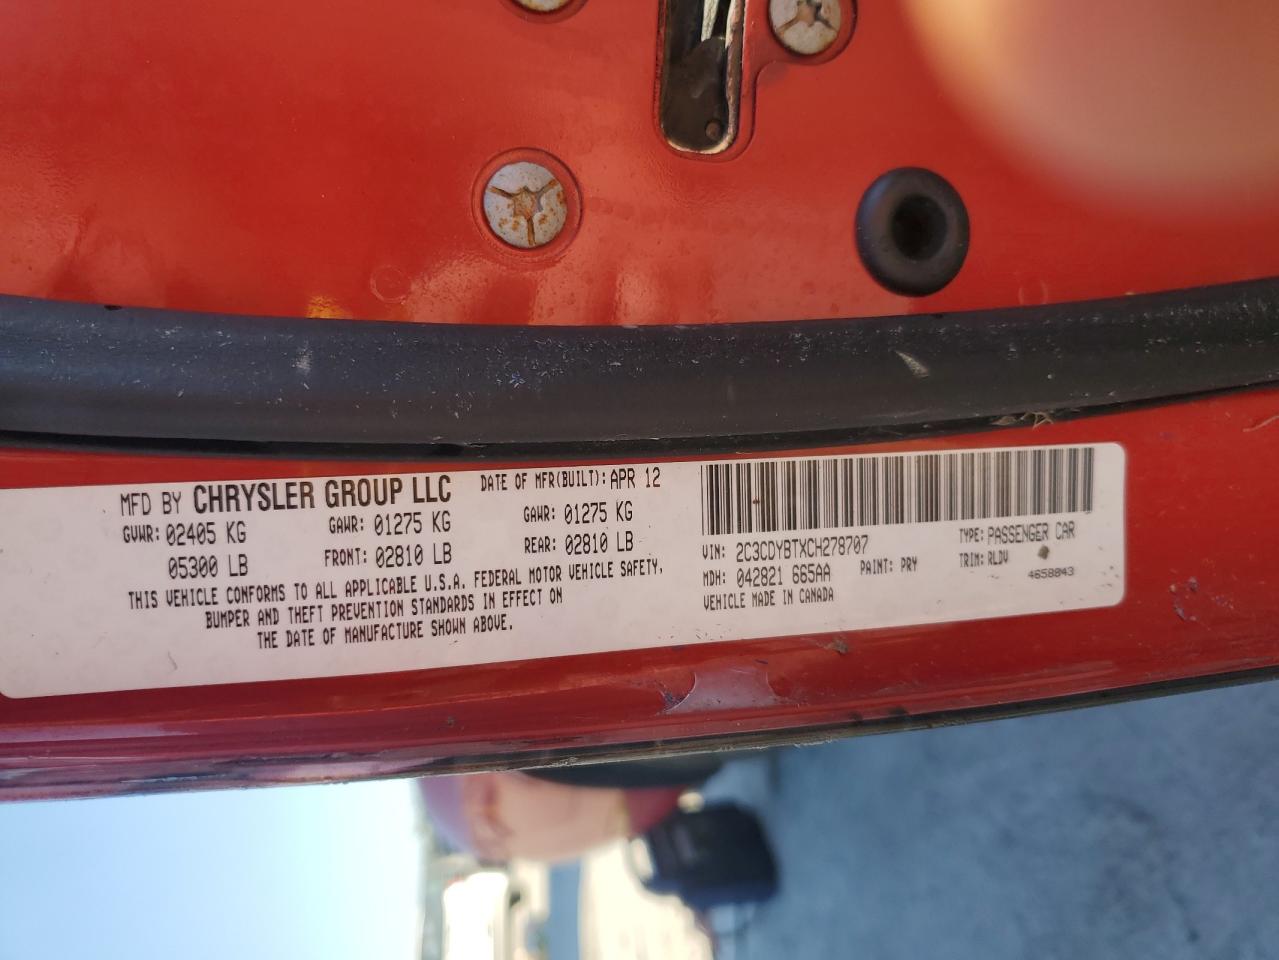 MFD BY CHRYSLER GROUP LLC DATE OF MFR(BUILT): APR 12
GVWR: 02405 KG GAWR: 01275 KG GAWR: 01275 KG
05300 LB FRONT: 02810 LB REAR: 02810 LB
THIS VEHICLE CONFORMS TO ALL APPLICABLE U.S.A. FEDERAL MOTOR VEHICLE SAFETY,
BUMPER AND THEFT PREVENTION STANDARDS IN EFFECT ON
THE DATE OF MANUFACTURE SHOWN ABOVE.
VIN: 2C3CDYBTXCH278707 TYPE: PASSENGER CAR
MDH: 042821 665AA PAINT: PRY TRIM: RLDV
VEHICLE MADE IN CANADA 4658043